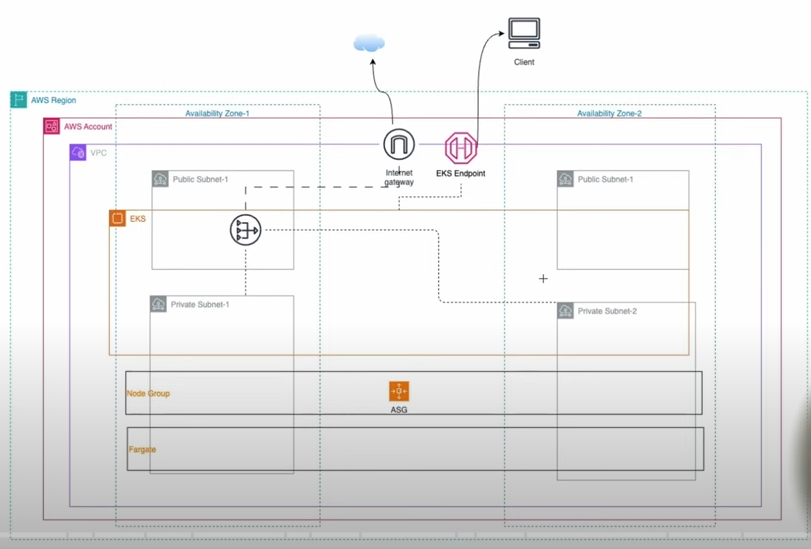 Client
AWS Region
Availability Zone-1
Availability Zone-2
AWS Account
VPC
Internet
gateway
EKS Endpoint
Public Subnet-1
Public Subnet-1
EKS
Private Subnet-1
Private Subnet-2
Node Group
ASG
Fargate